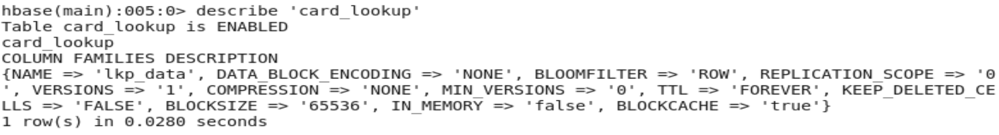 hbase(main):005:0> describe 'card_lookup'
Table card_lookup is ENABLED
card_lookup
COLUMN FAMILIES DESCRIPTION
{NAME => 'lkp_data', DATA_BLOCK_ENCODING => 'NONE', BLOOMFILTER => 'ROW', REPLICATION_SCOPE => '0
', VERSIONS => '1', COMPRESSION => 'NONE', MIN_VERSIONS => '0', TTL => 'FOREVER', KEEP_DELETED_CE
LLS => 'FALSE', BLOCKSIZE => '65536', IN_MEMORY => 'false', BLOCKCACHE => 'true'}
1 row(s) in 0.0280 seconds